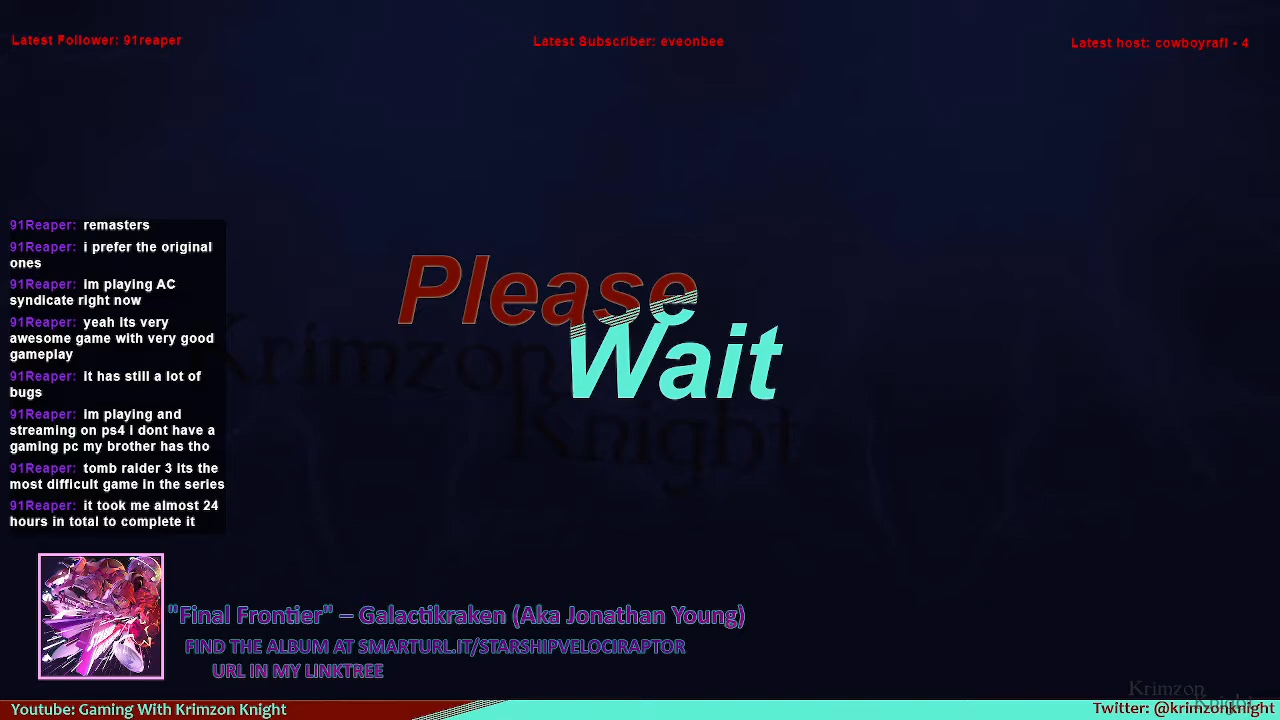 Latest Follower: 91reaper
Latest Subscriber: eveonbee
Latest host: cowboyrafi - 4
91Reaper: remasters
91Reaper: i prefer the original
ones
91Reaper: im playing AC
syndicate right now
91Reaper: yeah its very
awesome game with very good
gameplay
91Reaper: it has still a lot of
bugs
91Reaper: im playing and
streaming on ps4 i dont have a
gaming pc my brother has tho
91Reaper: tomb raider 3 its the
most difficult game in the series
91Reaper: it took me almost 24
hours in total to complete it
Please
Wait
Krimzon
Knight
"Final Frontier" – Galactikraken (Aka Jonathan Young)
FIND THE ALBUM AT SMARTURL.IT/STARSHIPVELOCIRAPTOR
URL IN MY LINKTREE
Krimzon
Knight
Youtube: Gaming With Krimzon Knight
Twitter: @krimzonknight